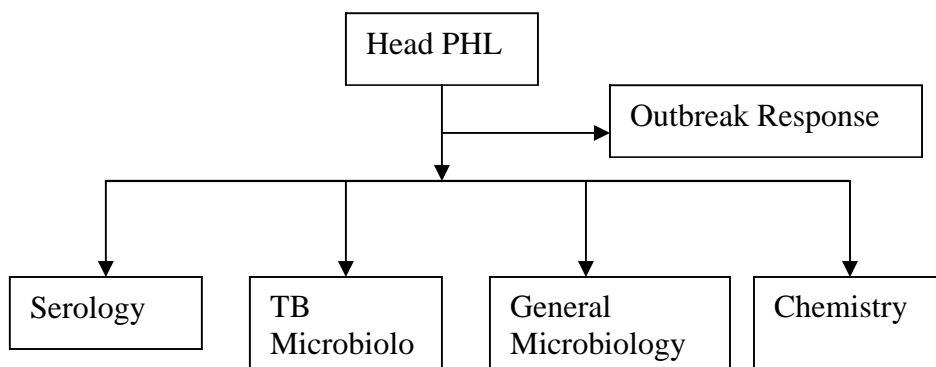 Head PHL
Outbreak Response
Serology
TB
Microbiolo
General
Microbiology
Chemistry